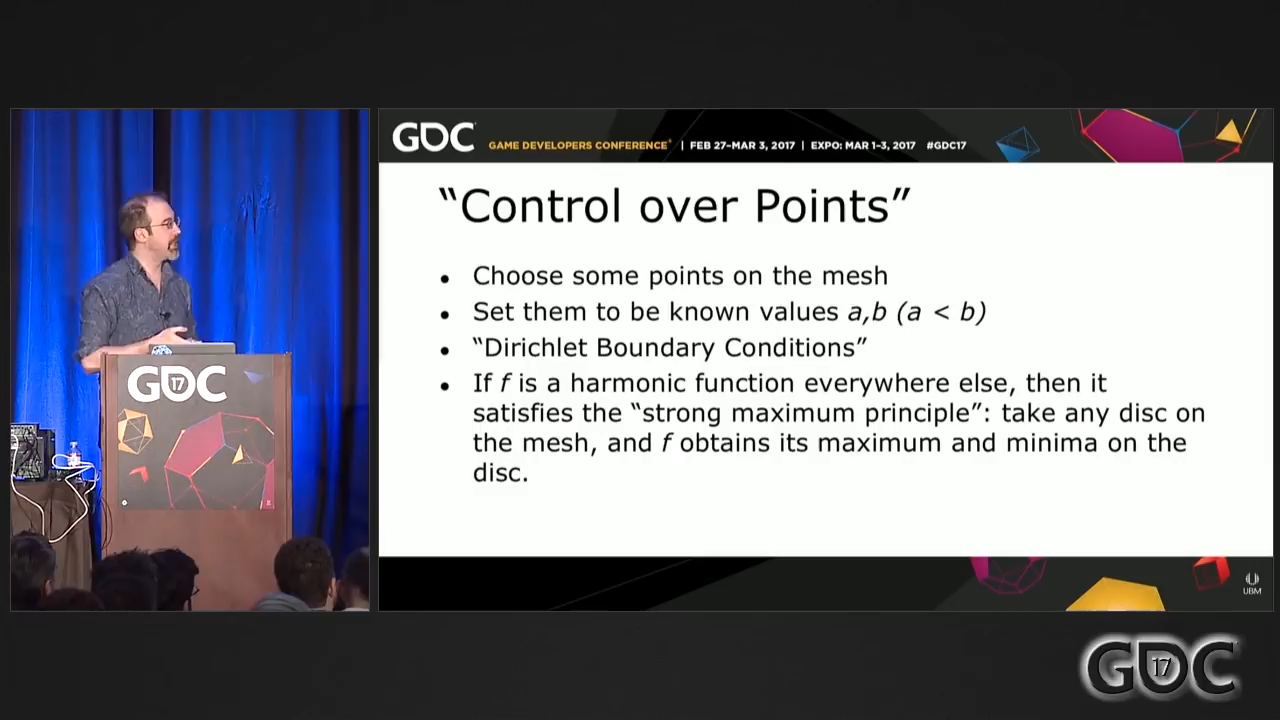 GDC GAME DEVELOPERS CONFERENCE® | FEB 27–MAR 3, 2017 | EXPO: MAR 1–3, 2017 #GDC17
“Control over Points”
• Choose some points on the mesh
• Set them to be known values a,b (a < b)
• “Dirichlet Boundary Conditions”
• If f is a harmonic function everywhere else, then it
satisfies the “strong maximum principle”: take any disc on
the mesh, and f obtains its maximum and minima on the
disc.
GDC 17
UBM
GDC 17